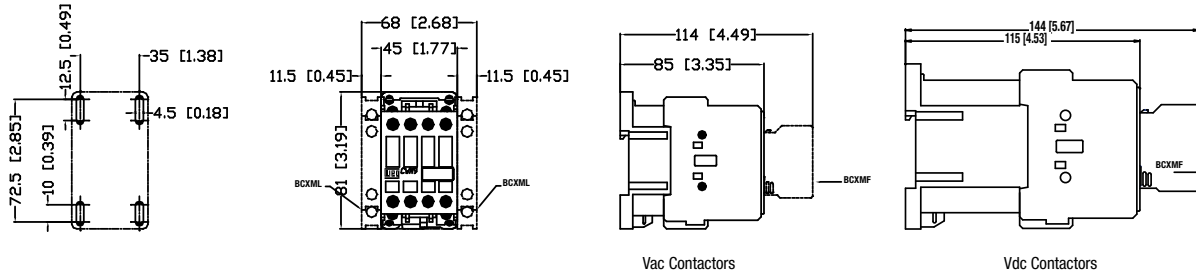 12.5 [0.49]
35 [1.38]
4.5 [0.18]
72.5 [2.85]
10 [0.39]
68 [2.68]
45 [1.77]
11.5 [0.45]
11.5 [0.45]
81 [3.19]
BCXML
BCXML
114 [4.49]
85 [3.35]
BCXMF
Vac Contactors
144 [5.67]
115 [4.53]
BCXMF
Vdc Contactors